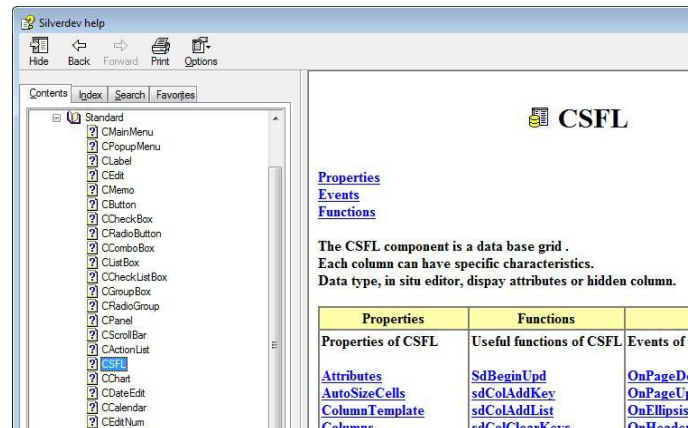 Silverdev help
Hide Back Forward Print Options
Contents Index Search Favorites
Standard
CMainMenu
CPopupMenu
CLabel
CEdit
CMemo
CButton
CCheckBox
CRadioButton
CComboBox
CListBox
CCheckListBox
CGroupBox
CRadioGroup
CPanel
CScrollBar
CActionList
CSFL
CChart
CDateEdit
CCalendar
CEditNum
CSFL
Properties
Events
Functions
The CSFL component is a data base grid .
Each column can have specific characteristics.
Data type, in situ editor, dispay attributes or hidden column.
Properties Functions
Properties of CSFL Useful functions of CSFL Events of
Attributes SdBeginUpd OnPageD
AutoSizeCells sdColAddKey OnPageUp
ColumnTemplate sdColAddList OnEllipsis
Columns sdColClearKeys OnHeader